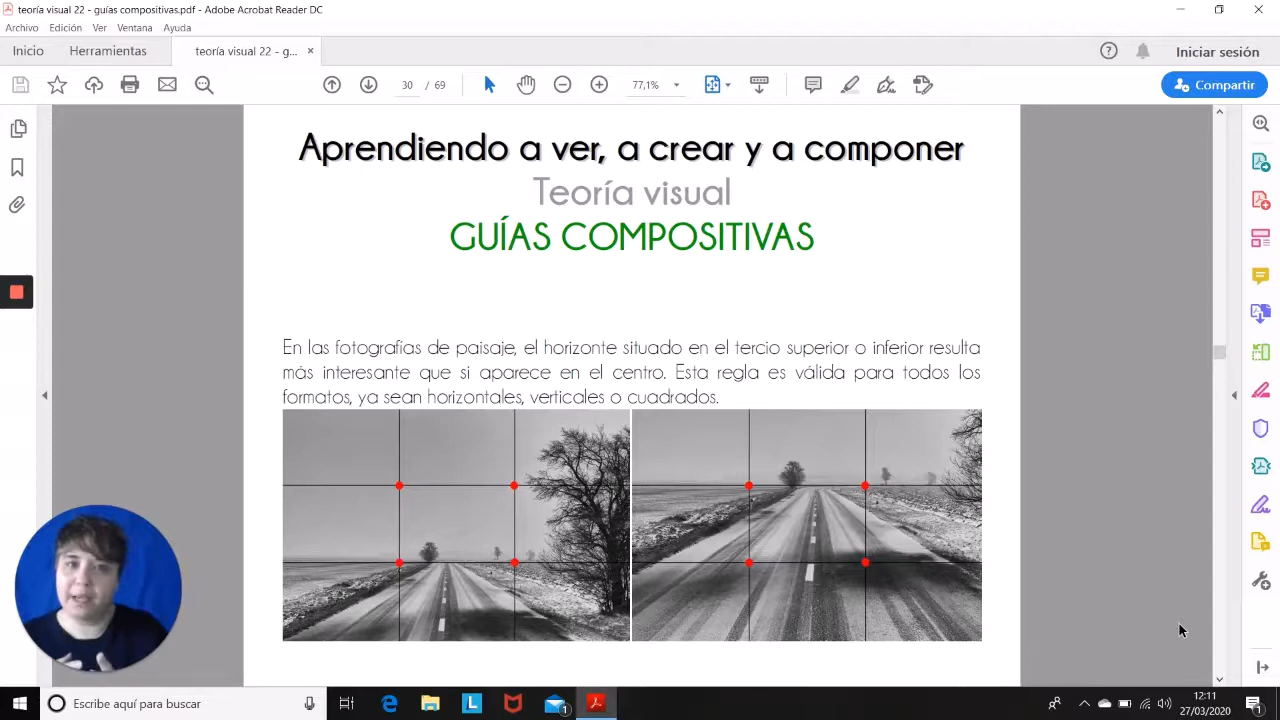 teoría visual 22 - guías compositivas.pdf - Adobe Acrobat Reader DC
Archivo Edición Ver Ventana Ayuda
Inicio Herramientas teoría visual 22 - g... × Iniciar sesión
30 / 69 77,1% Compartir
Aprendiendo a ver, a crear y a componer
Teoría visual
GUÍAS COMPOSITIVAS
En las fotografías de paisaje, el horizonte situado en el tercio superior o inferior resulta
más interesante que si aparece en el centro. Esta regla es válida para todos los
formatos, ya sean horizontales, verticales o cuadrados.
Escribe aquí para buscar
12:11
27/03/2020